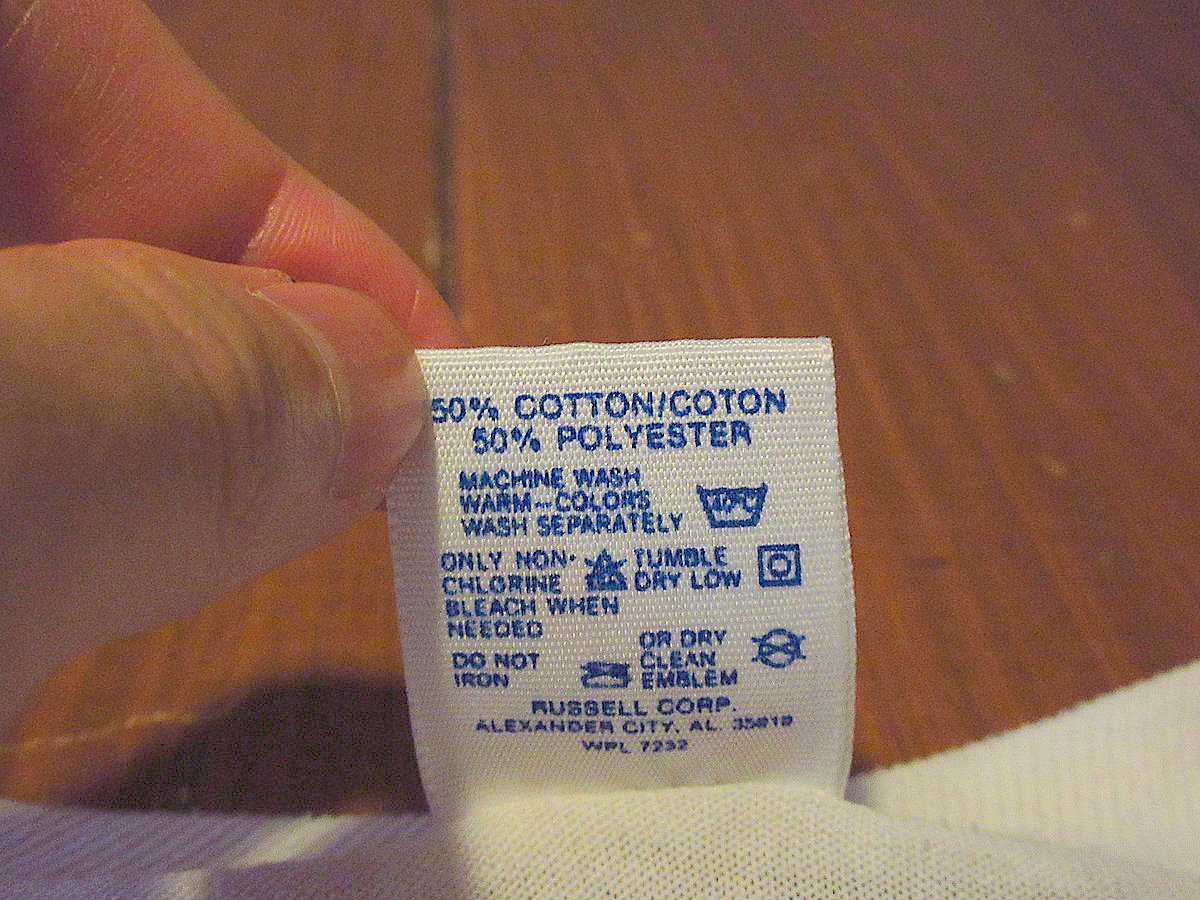 50% COTTON/COTON
50% POLYESTER
MACHINE WASH
WARM-COLORS
WASH SEPARATELY
ONLY NON-
CHLORINE
BLEACH WHEN
NEEDED
TUMBLE
DRY LOW
DO NOT
IRON
OR DRY
CLEAN
EMBLEM
RUSSELL CORP.
ALEXANDER CITY, AL. 35010
WPL 7232